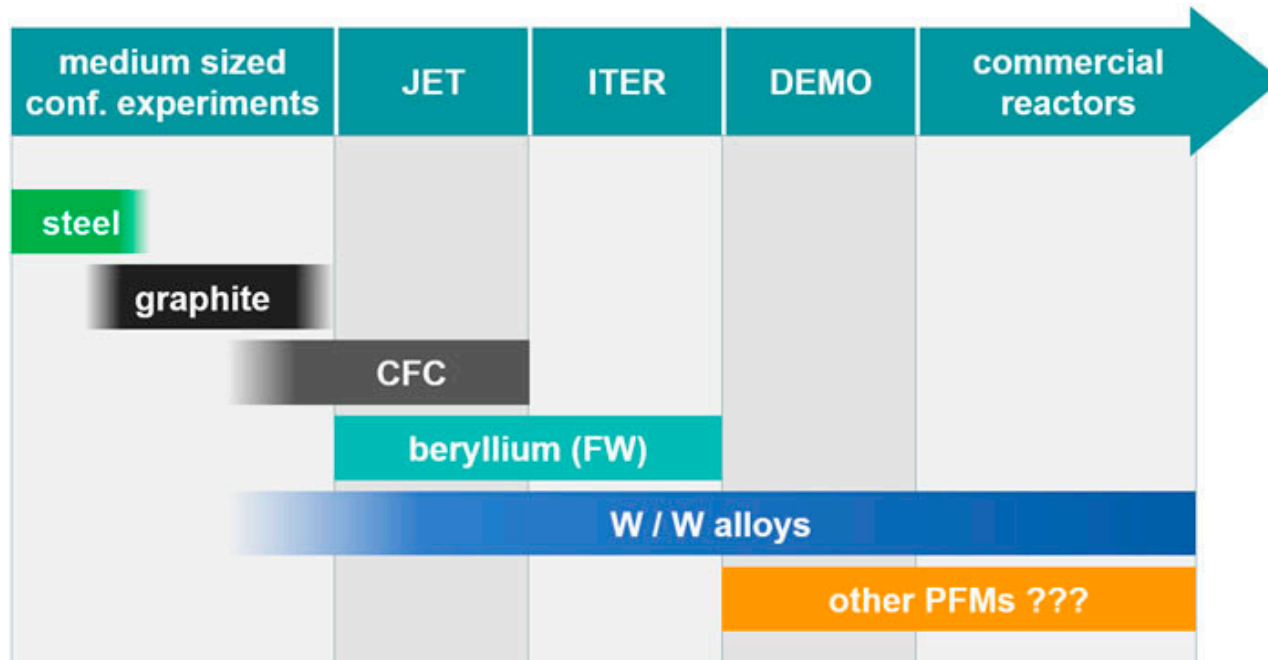 medium sized
conf. experiments
JET
ITER
DEMO
commercial
reactors
steel
graphite
CFC
beryllium (FW)
W / W alloys
other PFMs ???